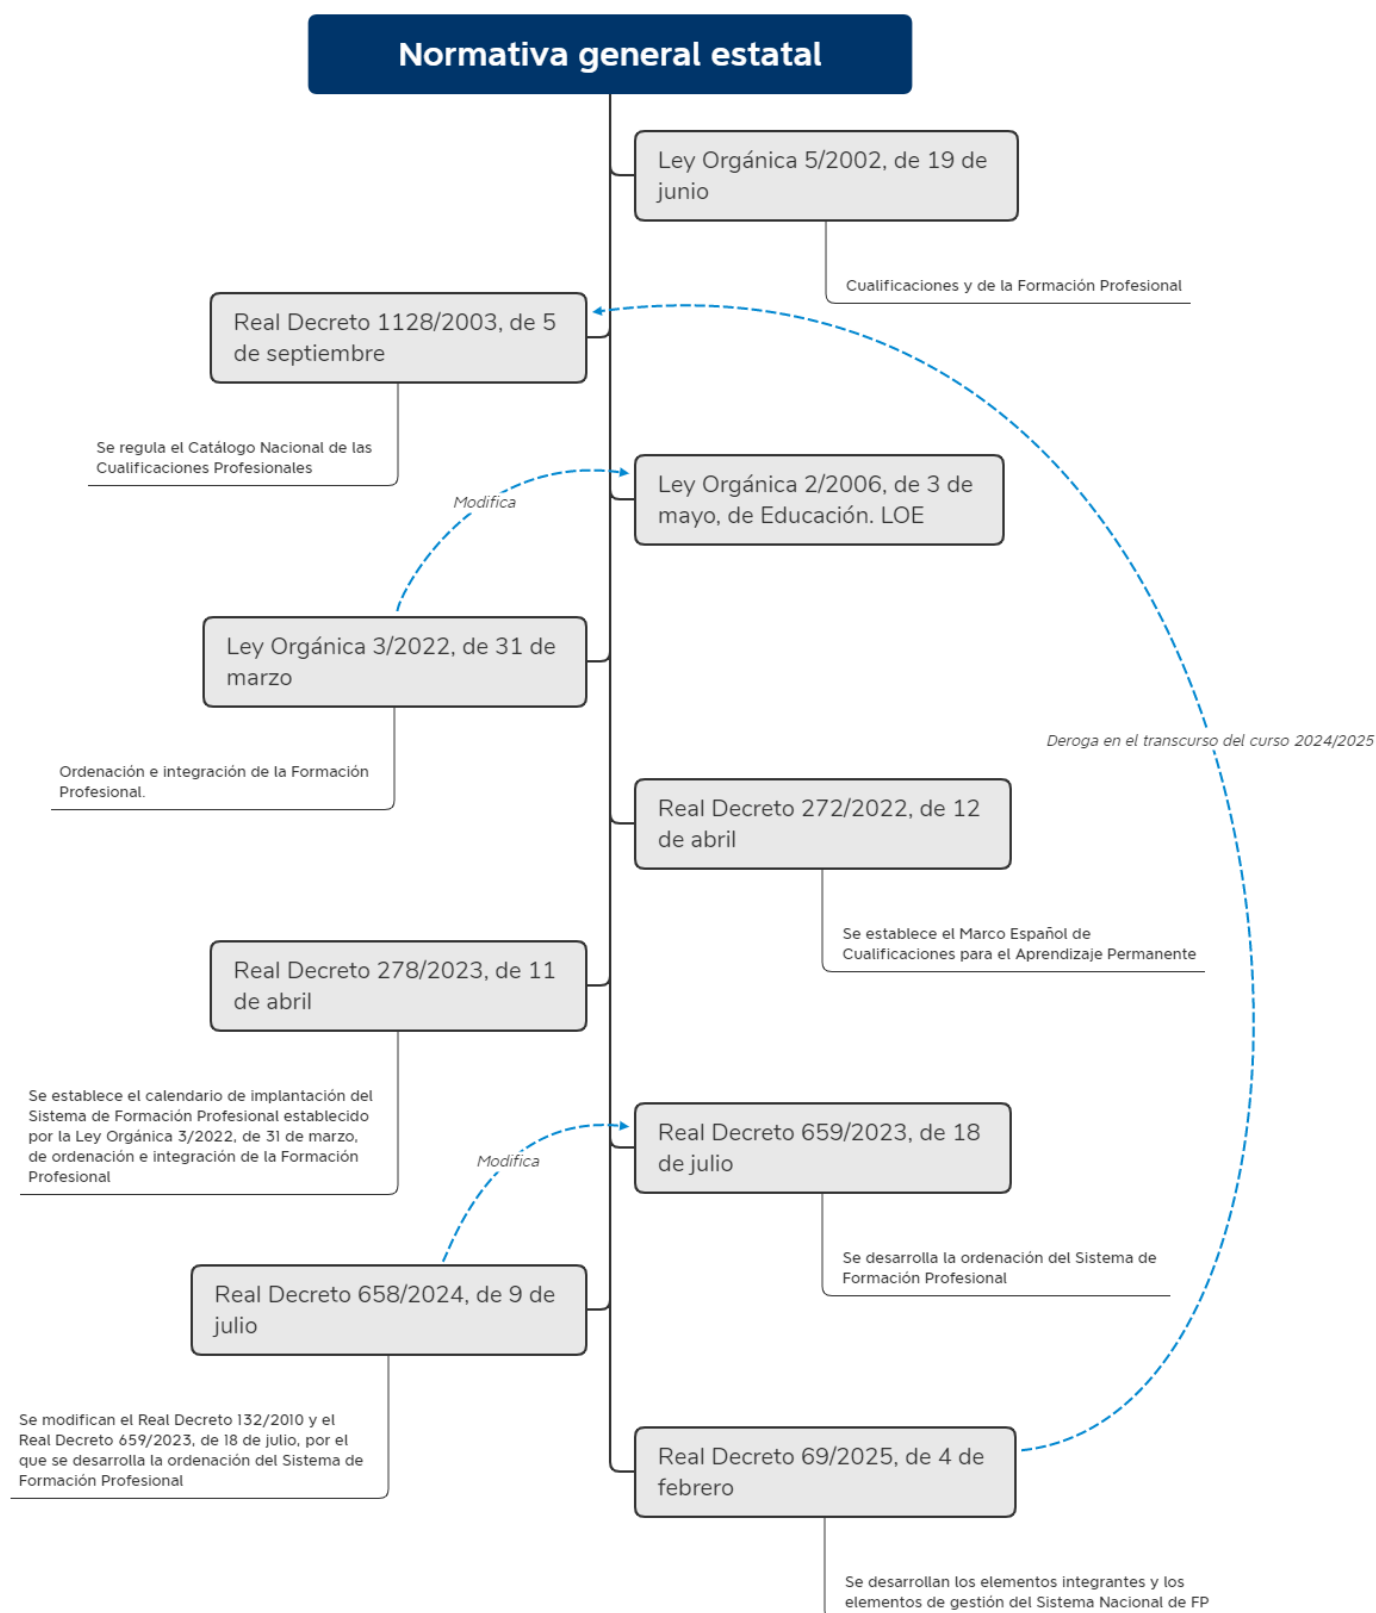 Normativa general estatal
Ley Orgánica 5/2002, de 19 de
junio
Cualificaciones y de la Formación Profesional
Real Decreto 1128/2003, de 5
de septiembre
Se regula el Catálogo Nacional de las
Cualificaciones Profesionales
Ley Orgánica 2/2006, de 3 de
mayo, de Educación. LOE
Modifica
Ley Orgánica 3/2022, de 31 de
marzo
Ordenación e integración de la Formación
Profesional.
Deroga en el transcurso del curso 2024/2025
Real Decreto 272/2022, de 12
de abril
Se establece el Marco Español de
Cualificaciones para el Aprendizaje Permanente
Real Decreto 278/2023, de 11
de abril
Se establece el calendario de implantación del
Sistema de Formación Profesional establecido
por la Ley Orgánica 3/2022, de 31 de marzo,
de ordenación e integración de la Formación
Profesional
Real Decreto 659/2023, de 18
de julio
Modifica
Se desarrolla la ordenación del Sistema de
Formación Profesional
Real Decreto 658/2024, de 9 de
julio
Se modifican el Real Decreto 132/2010 y el
Real Decreto 659/2023, de 18 de julio, por el
que se desarrolla la ordenación del Sistema de
Formación Profesional
Real Decreto 69/2025, de 4 de
febrero
Se desarrollan los elementos integrantes y los
elementos de gestión del Sistema Nacional de FP